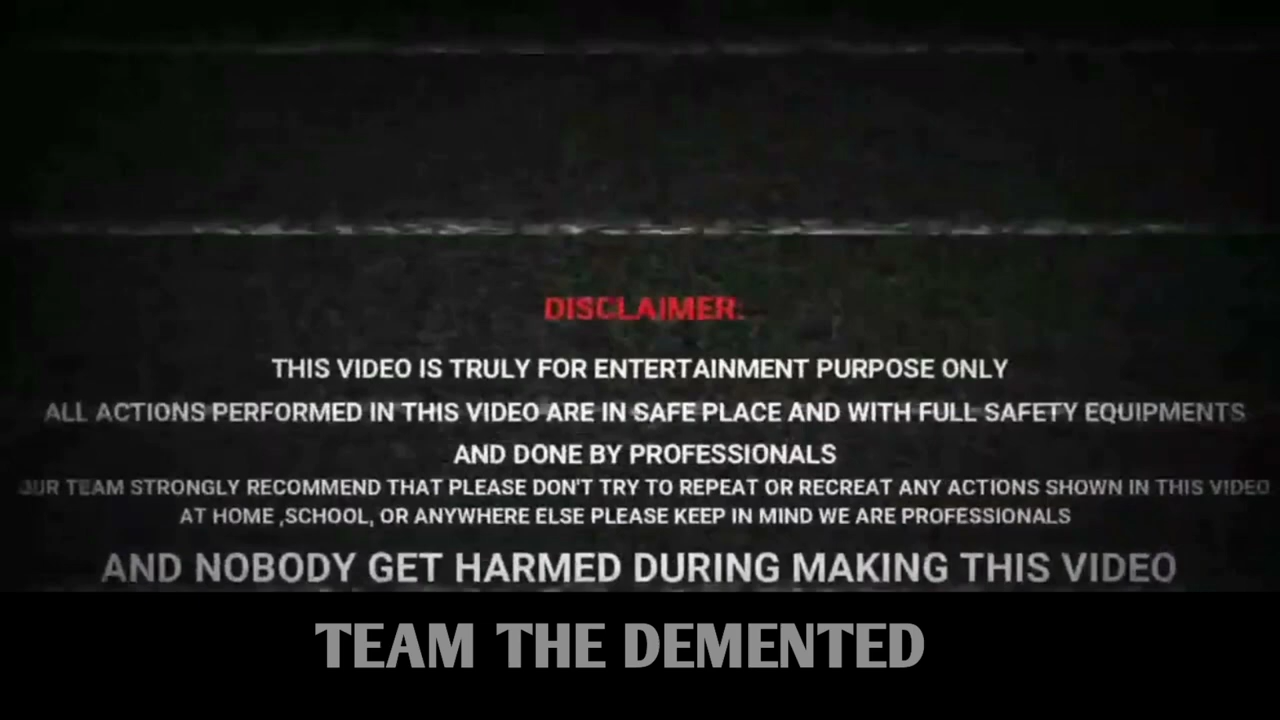 DISCLAIMER:
THIS VIDEO IS TRULY FOR ENTERTAINMENT PURPOSE ONLY
ALL ACTIONS PERFORMED IN THIS VIDEO ARE IN SAFE PLACE AND WITH FULL SAFETY EQUIPMENTS
AND DONE BY PROFESSIONALS
OUR TEAM STRONGLY RECOMMEND THAT PLEASE DON'T TRY TO REPEAT OR RECREAT ANY ACTIONS SHOWN IN THIS VIDEO
AT HOME ,SCHOOL, OR ANYWHERE ELSE PLEASE KEEP IN MIND WE ARE PROFESSIONALS
AND NOBODY GET HARMED DURING MAKING THIS VIDEO
TEAM THE DEMENTED